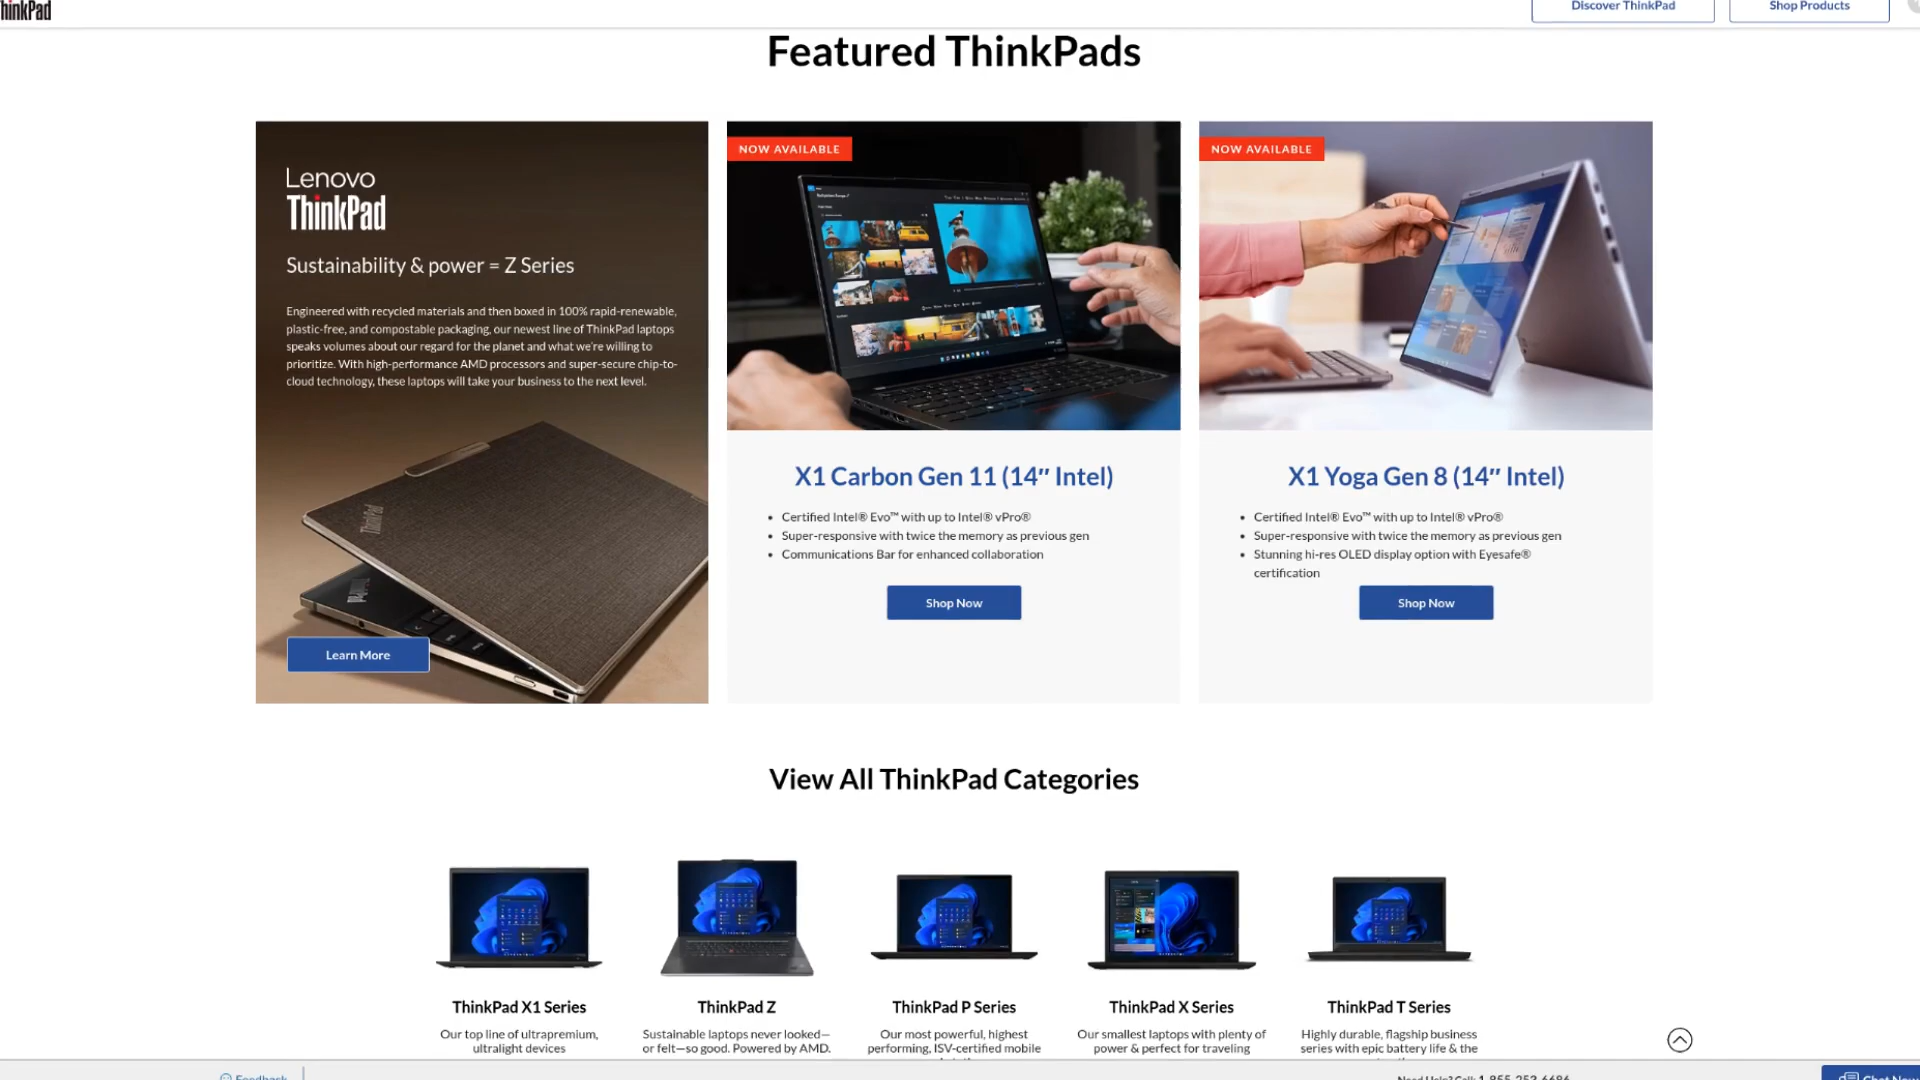 ThinkPad
Discover ThinkPad
Shop Products
Featured ThinkPads
Lenovo
ThinkPad
Sustainability & power = Z Series
Engineered with recycled materials and then boxed in 100% rapid-renewable,
plastic-free, and compostable packaging, our newest line of ThinkPad laptops
speaks volumes about our regard for the planet and what we're willing to
prioritize. With high-performance AMD processors and super-secure chip-to-
cloud technology, these laptops will take your business to the next level.
ThinkPad
Learn More
NOW AVAILABLE
X1 Carbon Gen 11 (14″ Intel)
• Certified Intel® Evo™ with up to Intel® vPro®
• Super-responsive with twice the memory as previous gen
• Communications Bar for enhanced collaboration
Shop Now
NOW AVAILABLE
X1 Yoga Gen 8 (14″ Intel)
• Certified Intel® Evo™ with up to Intel® vPro®
• Super-responsive with twice the memory as previous gen
• Stunning hi-res OLED display option with Eyesafe®
certification
Shop Now
View All ThinkPad Categories
ThinkPad X1 Series
Our top line of ultrapremium,
ultralight devices
ThinkPad Z
Sustainable laptops never looked—
or felt—so good. Powered by AMD.
ThinkPad P Series
Our most powerful, highest
performing, ISV-certified mobile
ThinkPad X Series
Our smallest laptops with plenty of
power & perfect for traveling
ThinkPad T Series
Highly durable, flagship business
series with epic battery life & the
Feedback
Need Help? Call: 1-855-253-6686
Chat Now